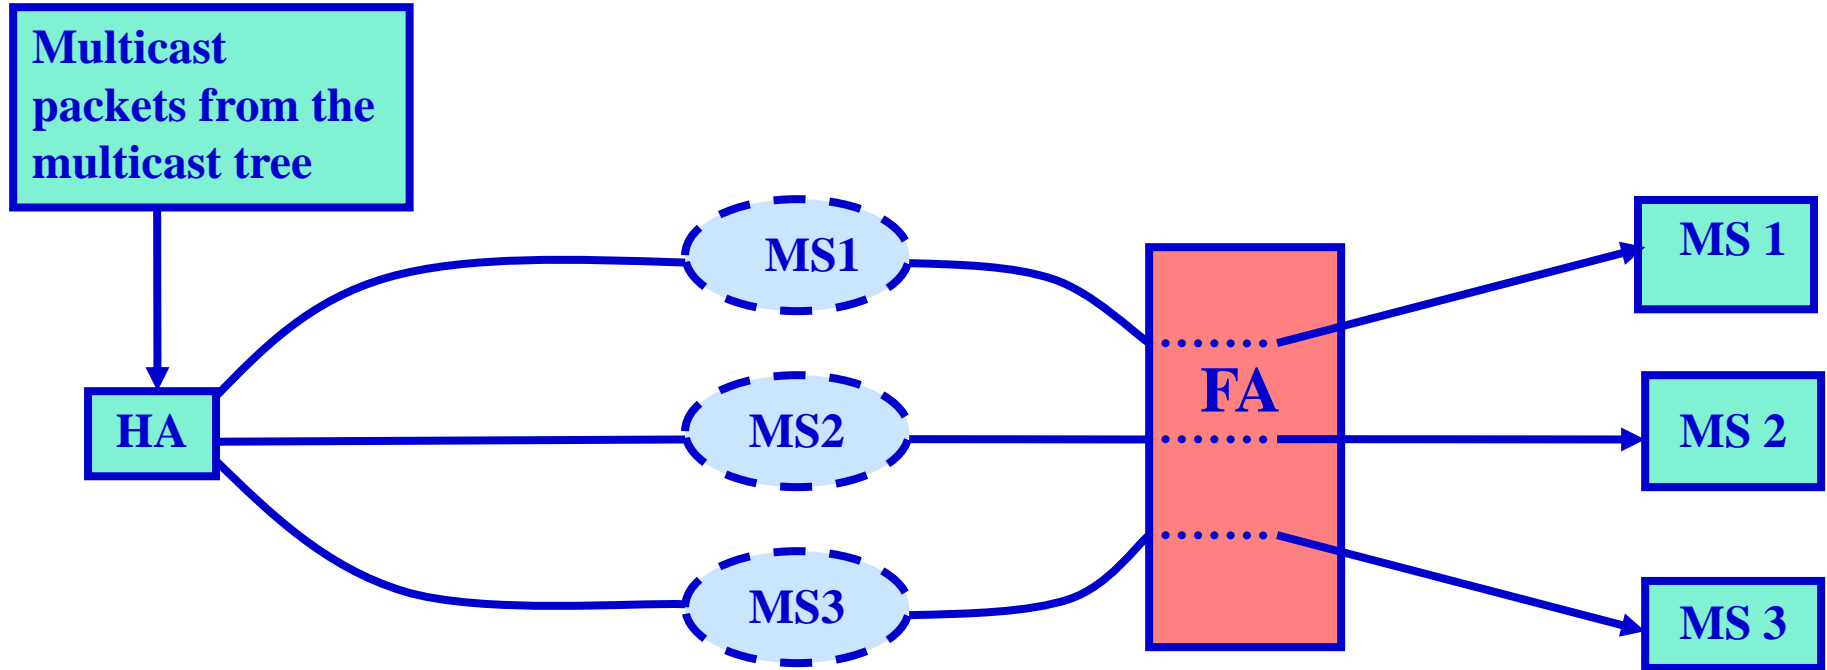 Multicast
packets from the
multicast tree
HA
MS1
MS2
MS3
FA
MS 1
MS 2
MS 3